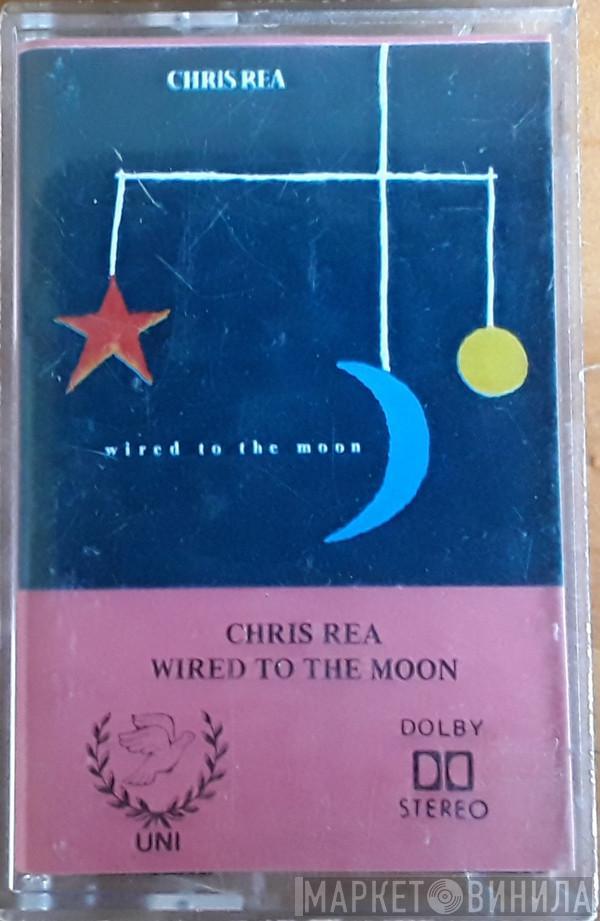 CHRIS REA
wired to the moon
CHRIS REA
WIRED TO THE MOON
UNI
DOLBY
STEREO
МАРКЕТ ВИНИЛА